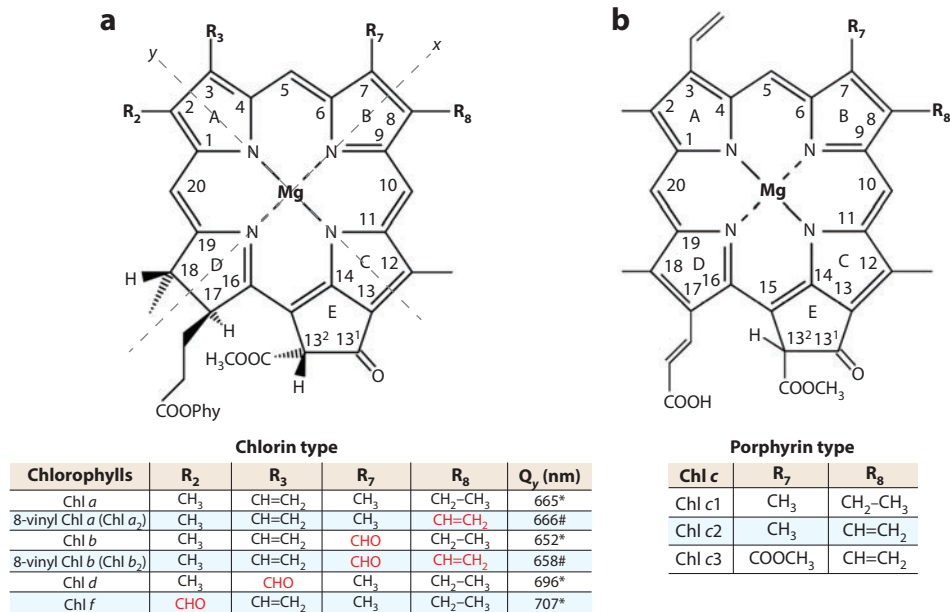 a
b
R3
R7
y
x
R2
R8
1
2
3
4
5
6
7
8
9
10
11
12
13
14
16
17
18
19
20
A
B
C
D
E
N
N
N
N
Mg
13²
13¹
H
H
H
H₃COOC
O
COOPhy
R7
R8
1
2
3
4
5
6
7
8
9
10
11
12
13
14
15
16
17
18
19
20
A
B
C
D
E
N
N
N
N
Mg
H
13²
13¹
O
COOH
COOCH₃
Chlorin type
Chlorophylls R₂ R₃ R₇ R₈ Qy (nm)
Chl a CH₃ CH=CH₂ CH₃ CH₂–CH₃ 665*
8-vinyl Chl a (Chl a₂) CH₃ CH=CH₂ CH₃ CH=CH₂ 666#
Chl b CH₃ CH=CH₂ CHO CH₂–CH₃ 652*
8-vinyl Chl b (Chl b₂) CH₃ CH=CH₂ CHO CH=CH₂ 658#
Chl d CH₃ CHO CH₃ CH₂–CH₃ 696*
Chl f CHO CH=CH₂ CH₃ CH₂–CH₃ 707*
Porphyrin type
Chl c R₇ R₈
Chl c1 CH₃ CH₂–CH₃
Chl c2 CH₃ CH=CH₂
Chl c3 COOCH₃ CH=CH₂